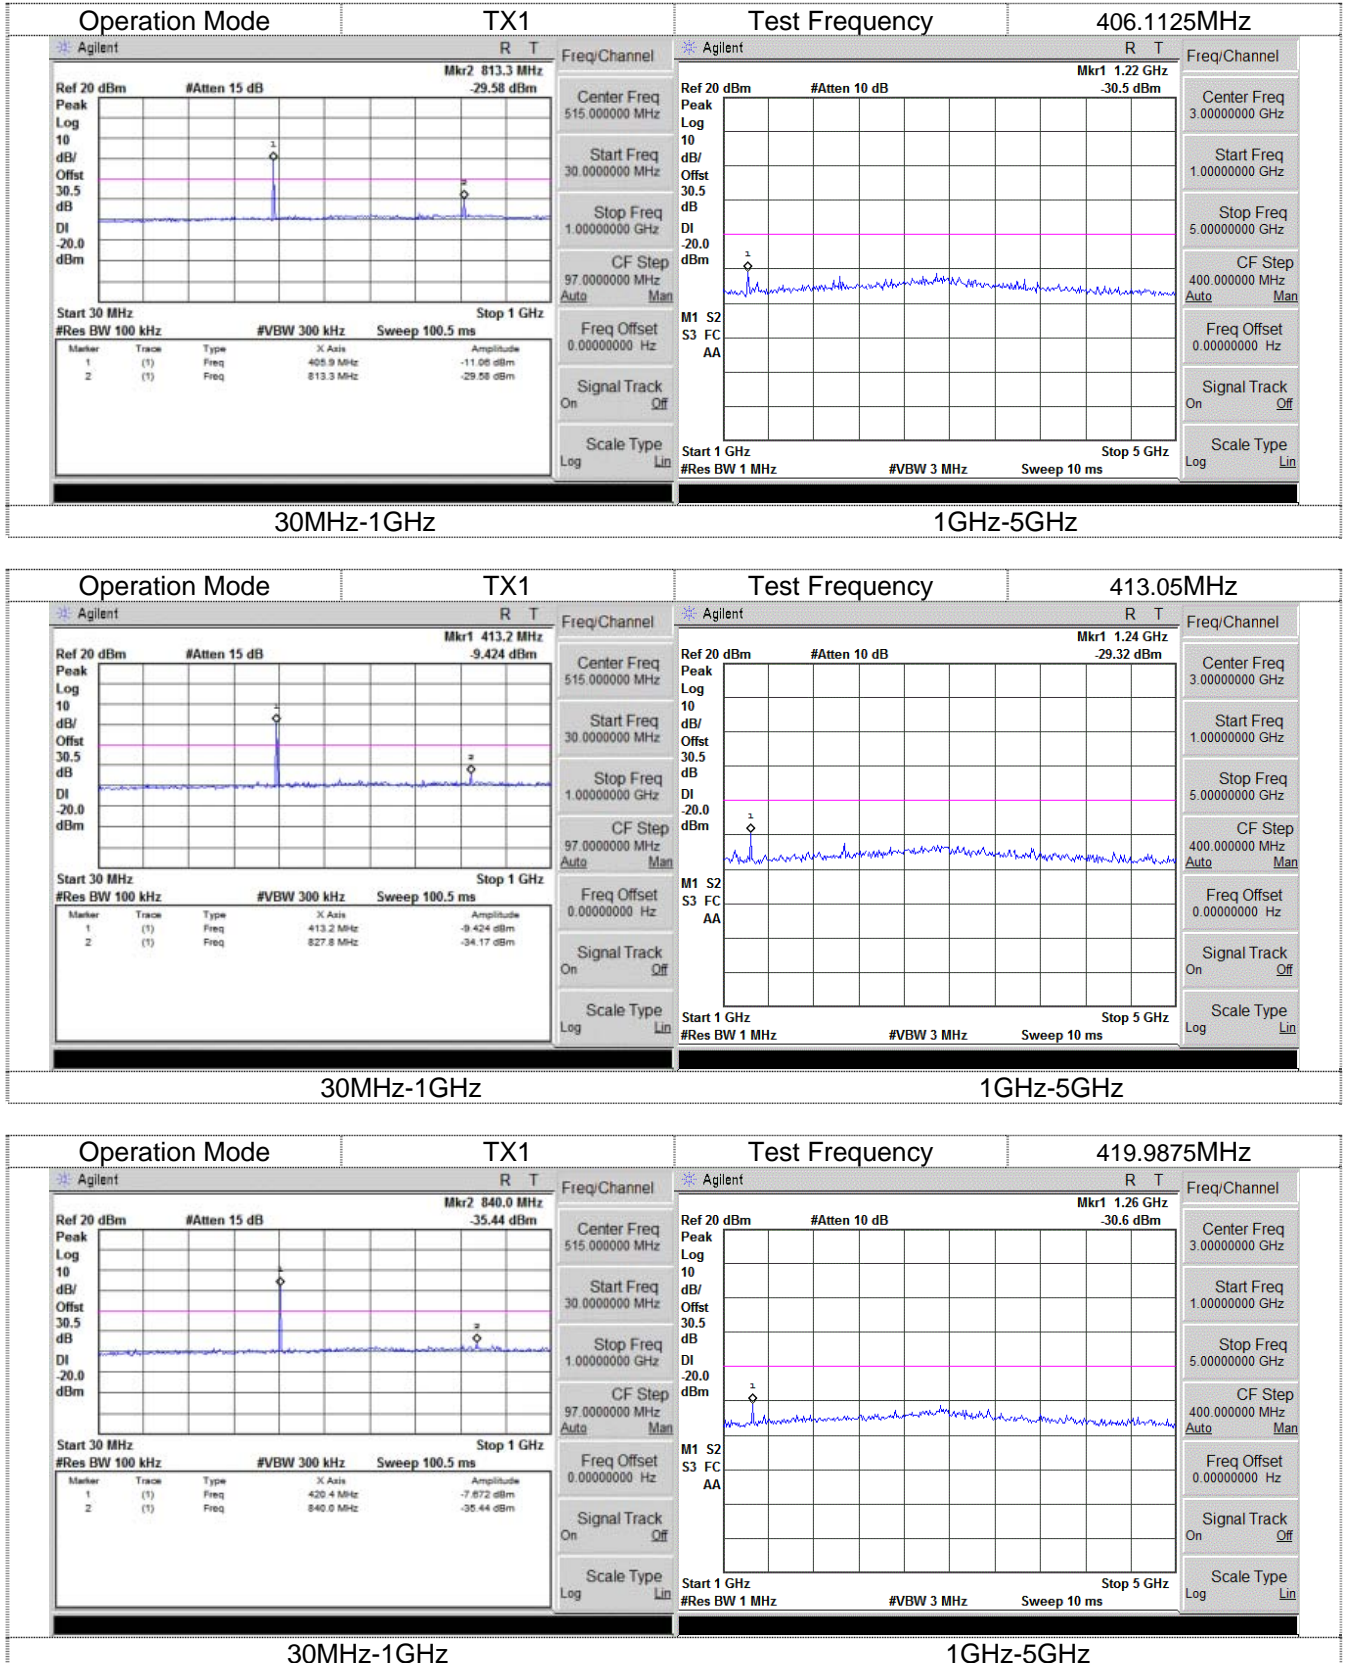 Operation Mode TX1 Test Frequency 406.1125MHz
Agilent R T
Mkr2 813.3 MHz
Ref 20 dBm #Atten 15 dB -29.58 dBm
Peak
Log
10
dB/
Offst
30.5
dB
DI
-20.0
dBm
1
2
Start 30 MHz Stop 1 GHz
#Res BW 100 kHz #VBW 300 kHz Sweep 100.5 ms
Marker Trace Type X Axis Amplitude
1 (1) Freq 405.9 MHz -11.06 dBm
2 (1) Freq 813.3 MHz -29.58 dBm
Freq/Channel
Center Freq
515.000000 MHz
Start Freq
30.0000000 MHz
Stop Freq
1.00000000 GHz
CF Step
97.0000000 MHz
Auto Man
Freq Offset
0.00000000 Hz
Signal Track
On Off
Scale Type
Log Lin
Agilent R T
Mkr1 1.22 GHz
Ref 20 dBm #Atten 10 dB -30.5 dBm
Peak
Log
10
dB/
Offst
30.5
dB
DI
-20.0
dBm
1
M1 S2
S3 FC
AA
Start 1 GHz Stop 5 GHz
#Res BW 1 MHz #VBW 3 MHz Sweep 10 ms
Freq/Channel
Center Freq
3.00000000 GHz
Start Freq
1.00000000 GHz
Stop Freq
5.00000000 GHz
CF Step
400.000000 MHz
Auto Man
Freq Offset
0.00000000 Hz
Signal Track
On Off
Scale Type
Log Lin
30MHz-1GHz 1GHz-5GHz
Operation Mode TX1 Test Frequency 413.05MHz
Agilent R T
Mkr1 413.2 MHz
Ref 20 dBm #Atten 15 dB -9.424 dBm
Peak
Log
10
dB/
Offst
30.5
dB
DI
-20.0
dBm
1
2
Start 30 MHz Stop 1 GHz
#Res BW 100 kHz #VBW 300 kHz Sweep 100.5 ms
Marker Trace Type X Axis Amplitude
1 (1) Freq 413.2 MHz -9.424 dBm
2 (1) Freq 827.8 MHz -34.17 dBm
Freq/Channel
Center Freq
515.000000 MHz
Start Freq
30.0000000 MHz
Stop Freq
1.00000000 GHz
CF Step
97.0000000 MHz
Auto Man
Freq Offset
0.00000000 Hz
Signal Track
On Off
Scale Type
Log Lin
Agilent R T
Mkr1 1.24 GHz
Ref 20 dBm #Atten 10 dB -29.32 dBm
Peak
Log
10
dB/
Offst
30.5
dB
DI
-20.0
dBm
1
M1 S2
S3 FC
AA
Start 1 GHz Stop 5 GHz
#Res BW 1 MHz #VBW 3 MHz Sweep 10 ms
Freq/Channel
Center Freq
3.00000000 GHz
Start Freq
1.00000000 GHz
Stop Freq
5.00000000 GHz
CF Step
400.000000 MHz
Auto Man
Freq Offset
0.00000000 Hz
Signal Track
On Off
Scale Type
Log Lin
30MHz-1GHz 1GHz-5GHz
Operation Mode TX1 Test Frequency 419.9875MHz
Agilent R T
Mkr2 840.0 MHz
Ref 20 dBm #Atten 15 dB -35.44 dBm
Peak
Log
10
dB/
Offst
30.5
dB
DI
-20.0
dBm
1
2
Start 30 MHz Stop 1 GHz
#Res BW 100 kHz #VBW 300 kHz Sweep 100.5 ms
Marker Trace Type X Axis Amplitude
1 (1) Freq 420.4 MHz -7.672 dBm
2 (1) Freq 840.0 MHz -35.44 dBm
Freq/Channel
Center Freq
515.000000 MHz
Start Freq
30.0000000 MHz
Stop Freq
1.00000000 GHz
CF Step
97.0000000 MHz
Auto Man
Freq Offset
0.00000000 Hz
Signal Track
On Off
Scale Type
Log Lin
Agilent R T
Mkr1 1.26 GHz
Ref 20 dBm #Atten 10 dB -30.6 dBm
Peak
Log
10
dB/
Offst
30.5
dB
DI
-20.0
dBm
1
M1 S2
S3 FC
AA
Start 1 GHz Stop 5 GHz
#Res BW 1 MHz #VBW 3 MHz Sweep 10 ms
Freq/Channel
Center Freq
3.00000000 GHz
Start Freq
1.00000000 GHz
Stop Freq
5.00000000 GHz
CF Step
400.000000 MHz
Auto Man
Freq Offset
0.00000000 Hz
Signal Track
On Off
Scale Type
Log Lin
30MHz-1GHz 1GHz-5GHz